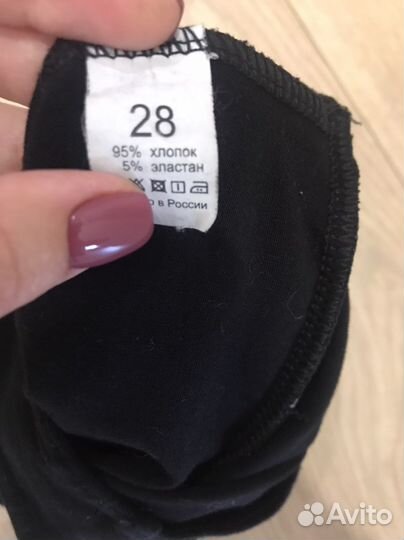 28
95% хлопок
5% эластан
в России
Avito